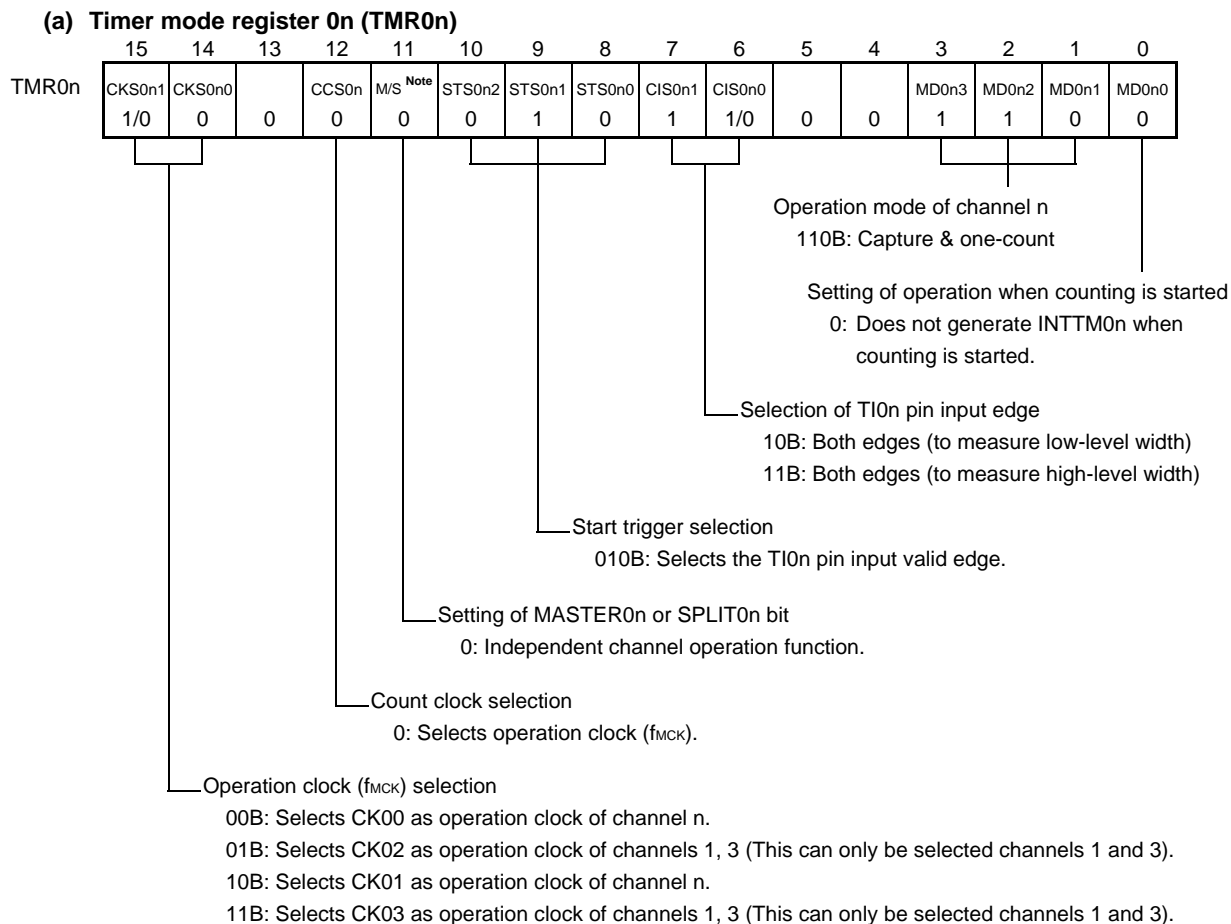 (a) Timer mode register 0n (TMR0n)
15 14 13 12 11 10 9 8 7 6 5 4 3 2 1 0
TMR0n CKS0n1 CKS0n0 CCS0n M/S Note STS0n2 STS0n1 STS0n0 CIS0n1 CIS0n0 MD0n3 MD0n2 MD0n1 MD0n0
1/0 0 0 0 0 0 1 0 1 1/0 0 0 1 1 0 0
Operation mode of channel n
110B: Capture & one-count
Setting of operation when counting is started
0: Does not generate INTTM0n when
counting is started.
Selection of TI0n pin input edge
10B: Both edges (to measure low-level width)
11B: Both edges (to measure high-level width)
Start trigger selection
010B: Selects the TI0n pin input valid edge.
Setting of MASTER0n or SPLIT0n bit
0: Independent channel operation function.
Count clock selection
0: Selects operation clock (fMCK).
Operation clock (fMCK) selection
00B: Selects CK00 as operation clock of channel n.
01B: Selects CK02 as operation clock of channels 1, 3 (This can only be selected channels 1 and 3).
10B: Selects CK01 as operation clock of channel n.
11B: Selects CK03 as operation clock of channels 1, 3 (This can only be selected channels 1 and 3).